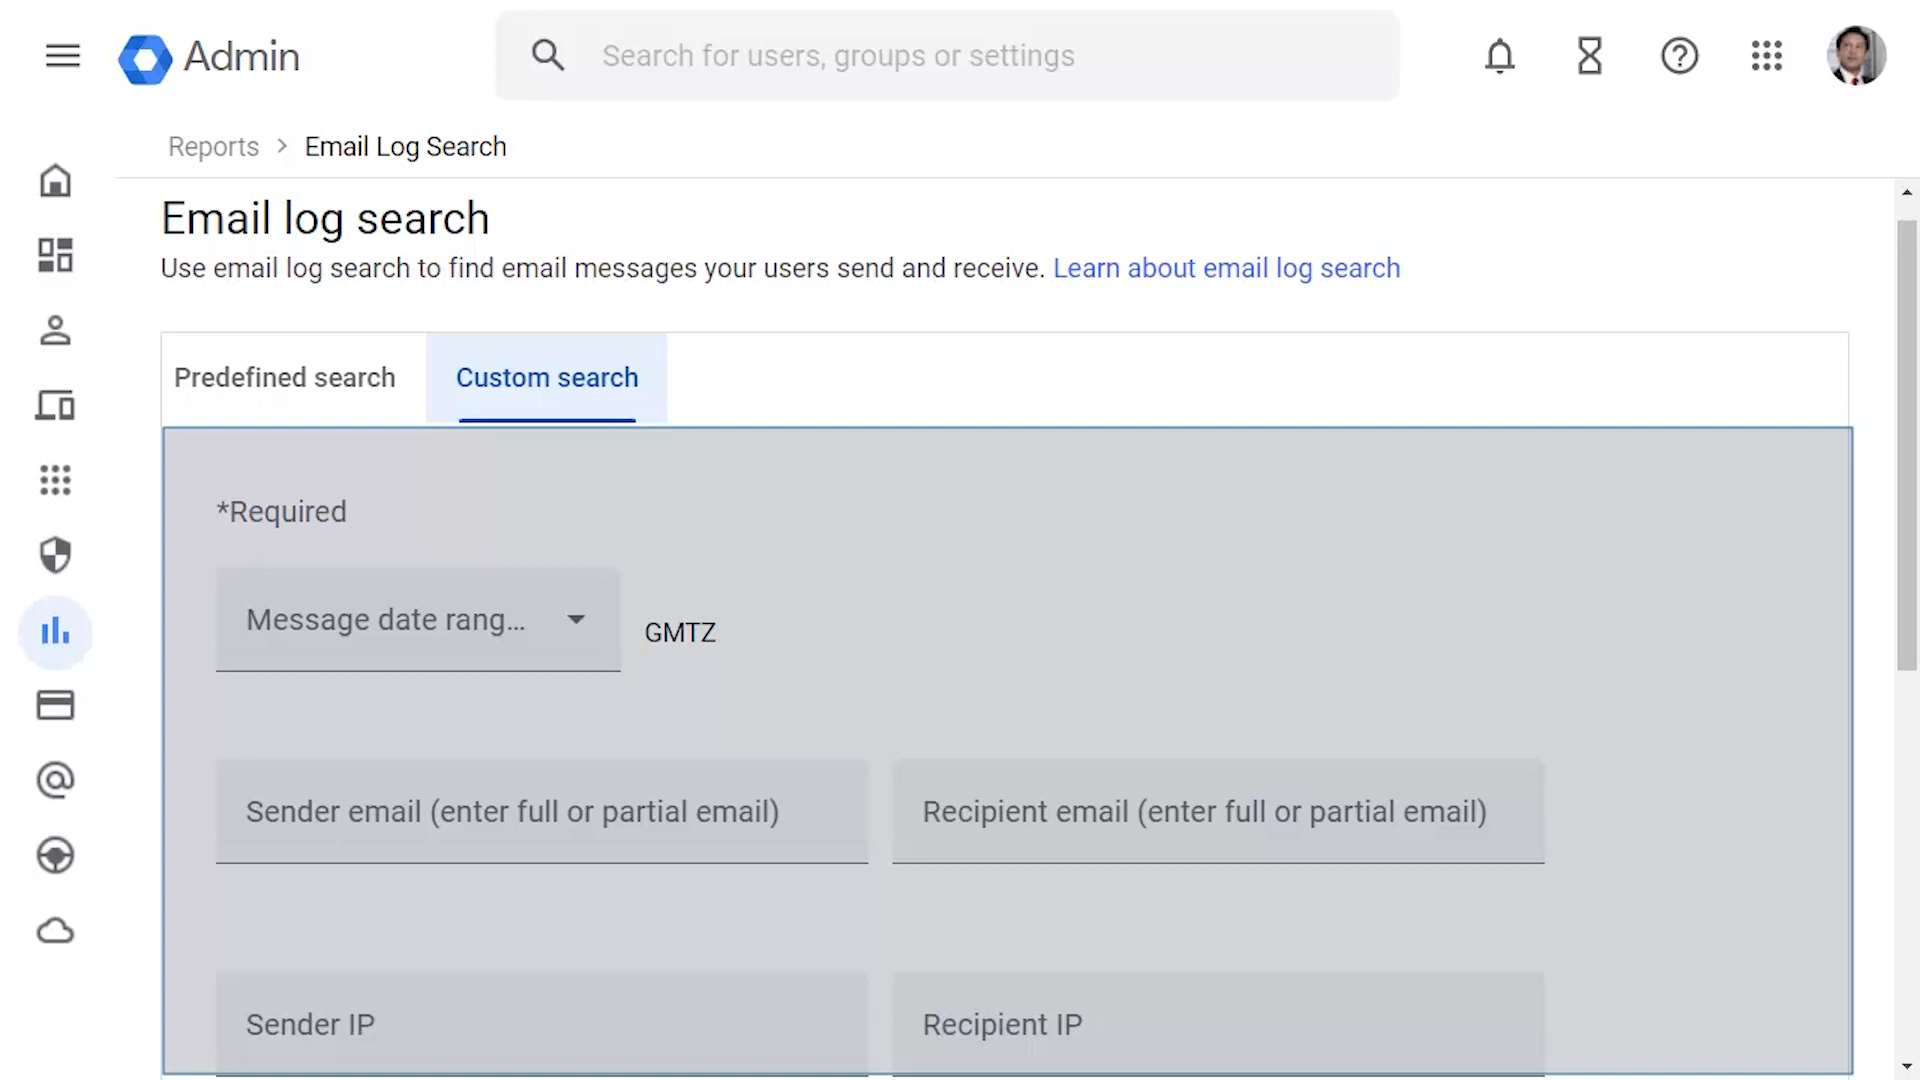 Admin
Search for users, groups or settings
Reports > Email Log Search
Email log search
Use email log search to find email messages your users send and receive. Learn about email log search
Predefined search Custom search
*Required
Message date rang... GMTZ
Sender email (enter full or partial email) Recipient email (enter full or partial email)
Sender IP Recipient IP